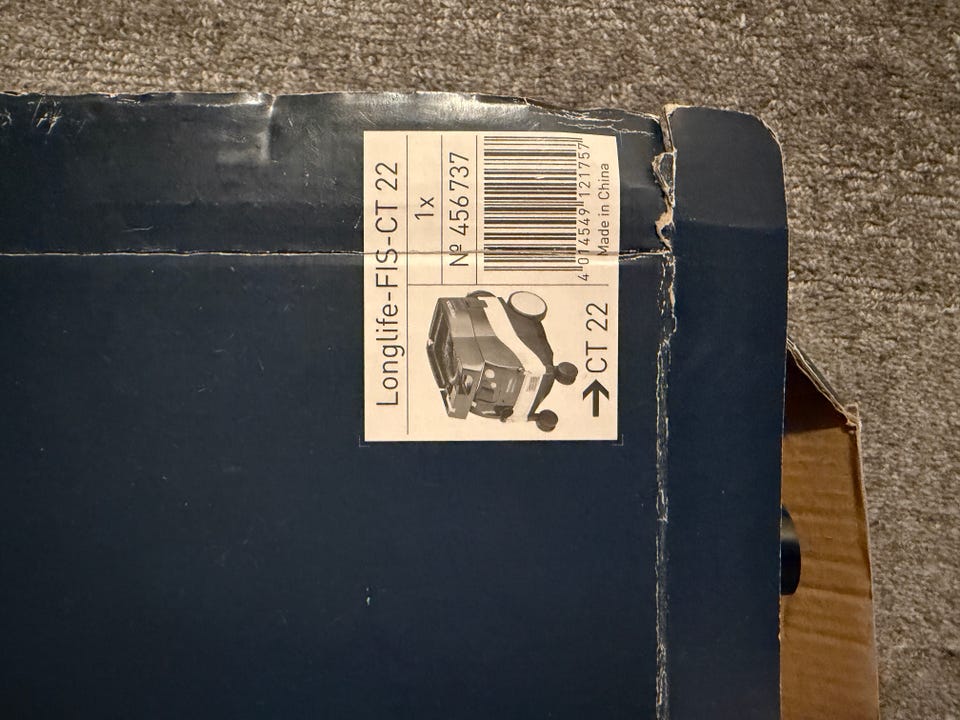 Longlife-FIS-CT 22
1x
Nº 456737
4 014549 121757
Made in China
→CT 22